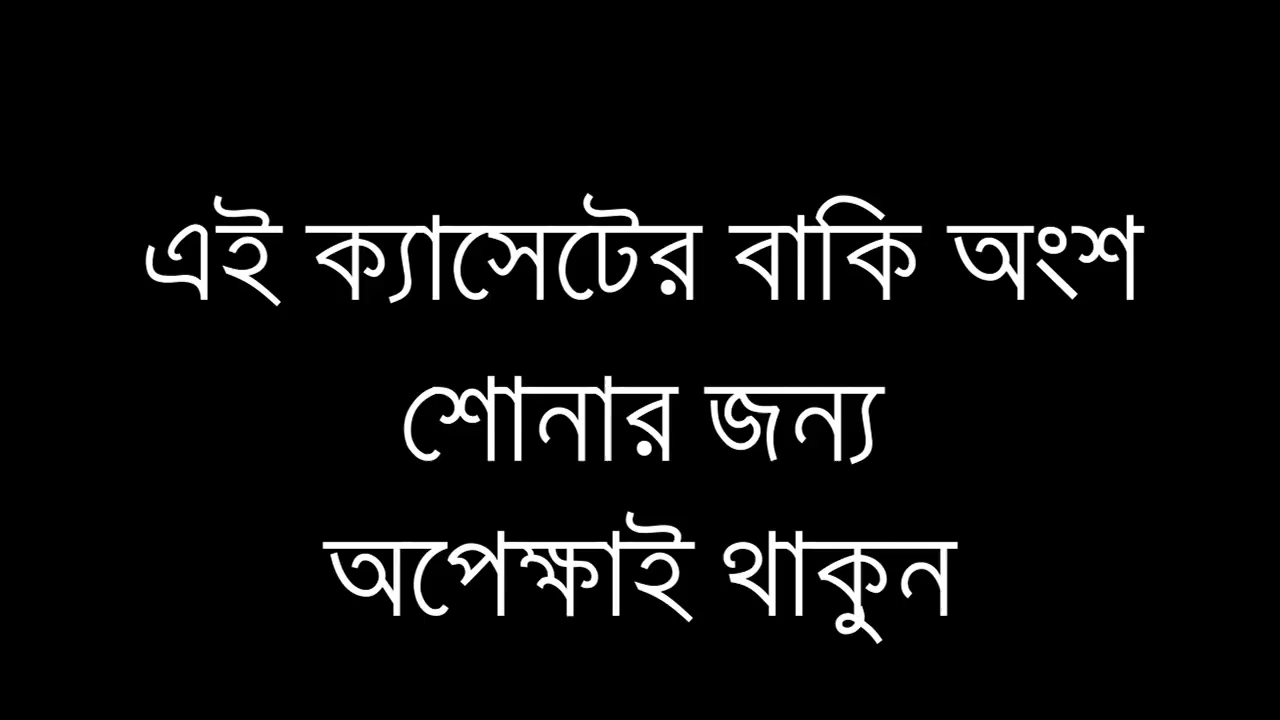 এই ক্যাসেটের বাকি অংশ
শোনার জন্য
অপেক্ষাই থাকুন